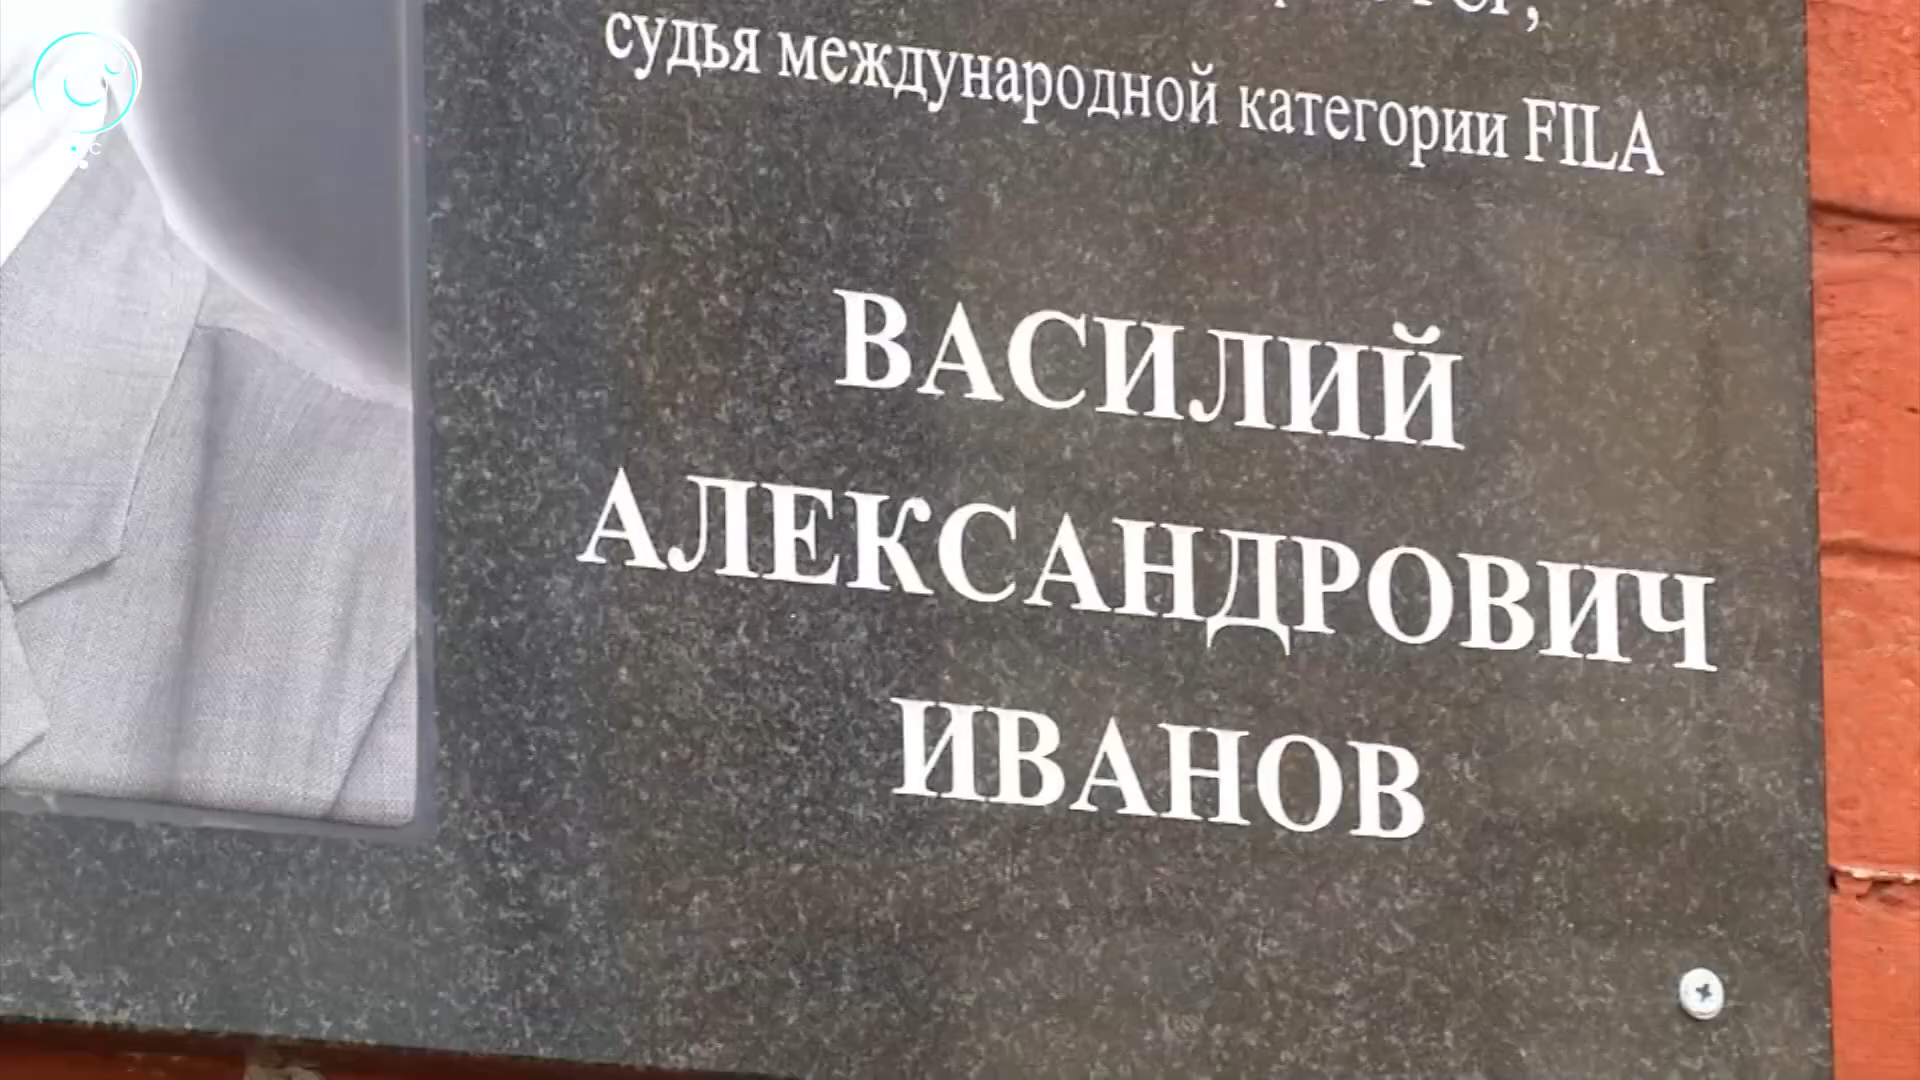 судья международной категории FILA
ВАСИЛИЙ
АЛЕКСАНДРОВИЧ
ИВАНОВ